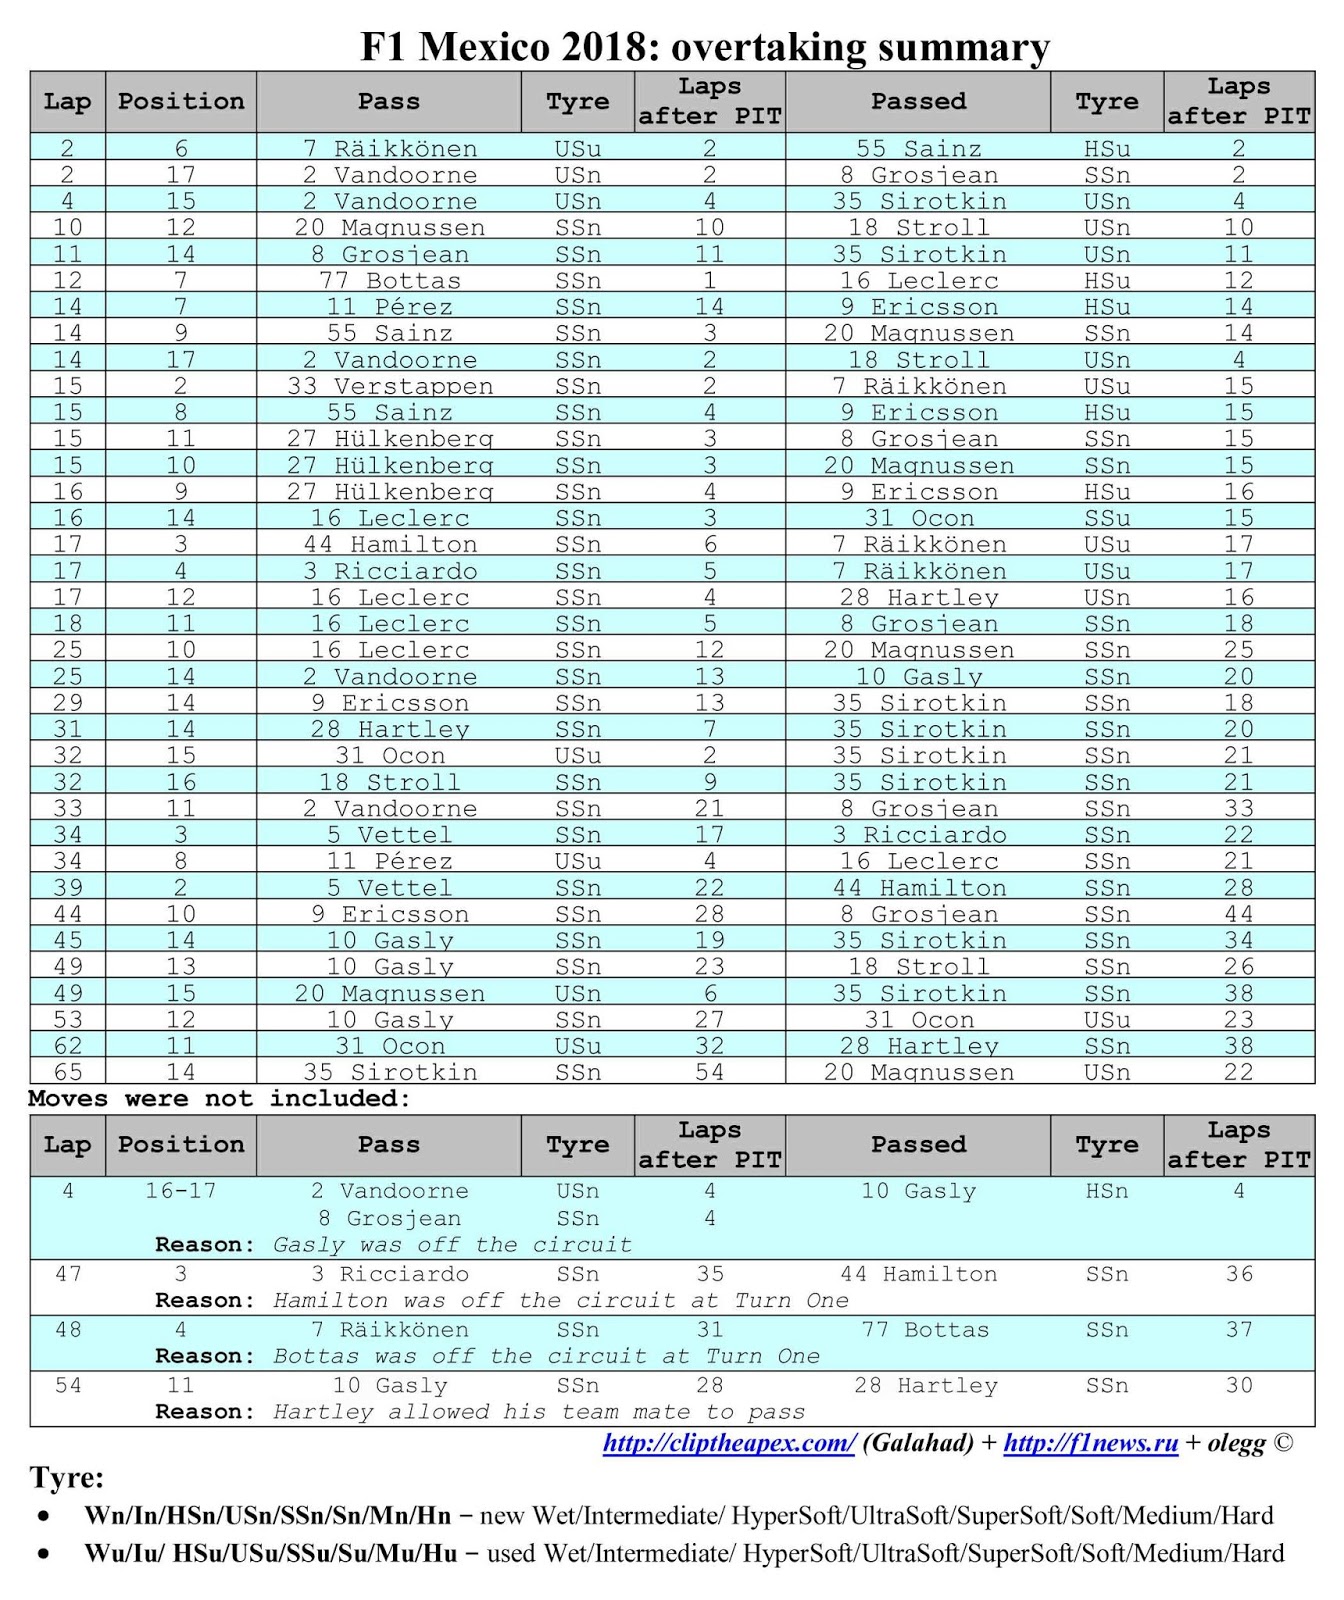 F1 Mexico 2018: overtaking summary
Lap Position Pass Tyre Laps after PIT Passed Tyre Laps after PIT
2 6 7 Räikkönen USu 2 55 Sainz HSu 2
2 17 2 Vandoorne USn 2 8 Grosjean SSn 2
4 15 2 Vandoorne USn 4 35 Sirotkin USn 4
10 12 20 Magnussen SSn 10 18 Stroll USn 10
11 14 8 Grosjean SSn 11 35 Sirotkin USn 11
12 7 77 Bottas SSn 1 16 Leclerc HSu 12
14 7 11 Pérez SSn 14 9 Ericsson HSu 14
14 9 55 Sainz SSn 3 20 Magnussen SSn 14
14 17 2 Vandoorne SSn 2 18 Stroll USn 4
15 2 33 Verstappen SSn 2 7 Räikkönen USu 15
15 8 55 Sainz SSn 4 9 Ericsson HSu 15
15 11 27 Hülkenberg SSn 3 8 Grosjean SSn 15
15 10 27 Hülkenberg SSn 3 20 Magnussen SSn 15
16 9 27 Hülkenberg SSn 4 9 Ericsson HSu 16
16 14 16 Leclerc SSn 3 31 Ocon SSu 15
17 3 44 Hamilton SSn 6 7 Räikkönen USu 17
17 4 3 Ricciardo SSn 5 7 Räikkönen USu 17
17 12 16 Leclerc SSn 4 28 Hartley USn 16
18 11 16 Leclerc SSn 5 8 Grosjean SSn 18
25 10 16 Leclerc SSn 12 20 Magnussen SSn 25
25 14 2 Vandoorne SSn 13 10 Gasly SSn 20
29 14 9 Ericsson SSn 13 35 Sirotkin SSn 18
31 14 28 Hartley SSn 7 35 Sirotkin SSn 20
32 15 31 Ocon USu 2 35 Sirotkin SSn 21
32 16 18 Stroll SSn 9 35 Sirotkin SSn 21
33 11 2 Vandoorne SSn 21 8 Grosjean SSn 33
34 3 5 Vettel SSn 17 3 Ricciardo SSn 22
34 8 11 Pérez USu 4 16 Leclerc SSn 21
39 2 5 Vettel SSn 22 44 Hamilton SSn 28
44 10 9 Ericsson SSn 28 8 Grosjean SSn 44
45 14 10 Gasly SSn 19 35 Sirotkin SSn 34
49 13 10 Gasly SSn 23 18 Stroll SSn 26
49 15 20 Magnussen USn 6 35 Sirotkin SSn 38
53 12 10 Gasly SSn 27 31 Ocon USu 23
62 11 31 Ocon USu 32 28 Hartley SSn 38
65 14 35 Sirotkin SSn 54 20 Magnussen USn 22
Moves were not included:
Lap Position Pass Tyre Laps after PIT Passed Tyre Laps after PIT
4 16-17 2 Vandoorne USn 4 10 Gasly HSn 4
8 Grosjean SSn 4
Reason: Gasly was off the circuit
47 3 3 Ricciardo SSn 35 44 Hamilton SSn 36
Reason: Hamilton was off the circuit at Turn One
48 4 7 Räikkönen SSn 31 77 Bottas SSn 37
Reason: Bottas was off the circuit at Turn One
54 11 10 Gasly SSn 28 28 Hartley SSn 30
Reason: Hartley allowed his team mate to pass
http://cliptheapex.com/ (Galahad) + http://f1news.ru + olegg ©
Tyre:
• Wn/In/HSn/USn/SSn/Sn/Mn/Hn – new Wet/Intermediate/ HyperSoft/UltraSoft/SuperSoft/Soft/Medium/Hard
• Wu/Iu/ HSu/USu/SSu/Su/Mu/Hu – used Wet/Intermediate/ HyperSoft/UltraSoft/SuperSoft/Soft/Medium/Hard